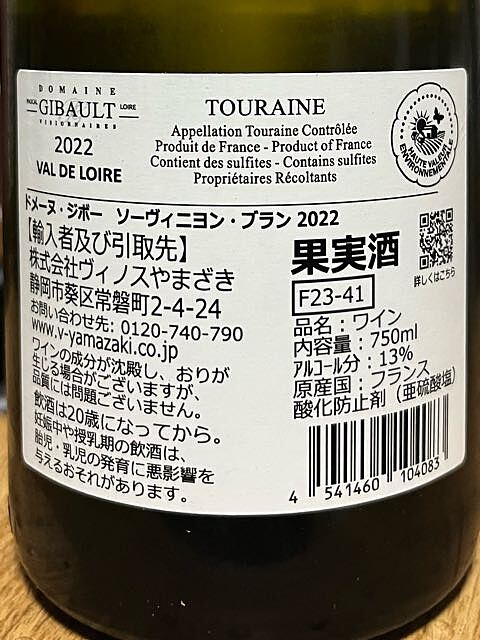 DOMAINE
PASCAL GIBAULT LOIRE
VISIONNAIRES
2022
VAL DE LOIRE
TOURAINE
Appellation Touraine Contrôlée
Produit de France - Product of France
Contient des sulfites - Contains sulfites
Propriétaires Récoltants
HAUTE VALEUR
ENVIRONNEMENTALE
ドメーヌ・ジボー ソーヴィニヨン・ブラン 2022
【輸入者及び引取先】
株式会社ヴィノスやまざき
静岡市葵区常磐町2-4-24
お問い合わせ先: 0120-740-790
www.v-yamazaki.co.jp
ワインの成分が沈殿し、おりが
生じる場合がございますが、
品質には問題ございません。
飲酒は20歳になってから。
妊娠中や授乳期の飲酒は、
胎児・乳児の発育に悪影響を
与えるおそれがあります。
果実酒
詳しくはこちら
F23-41
品名：ワイン
内容量：750ml
アルコール分：13%
原産国：フランス
酸化防止剤（亜硫酸塩）
4 541460 104083